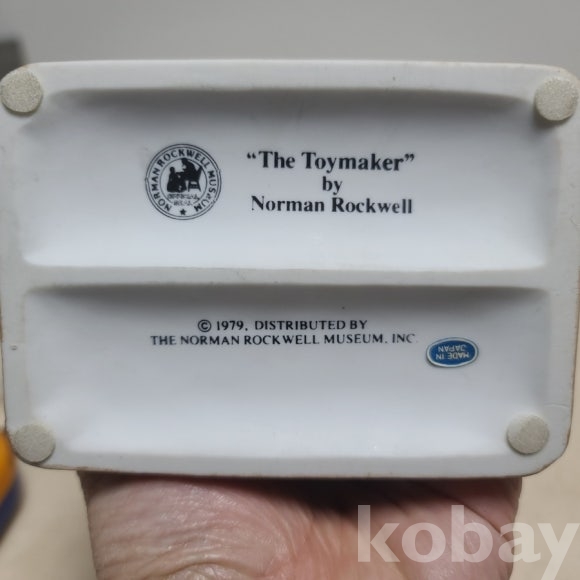 NORMAN ROCKWELL MUSEUM
"The Toymaker"
by
Norman Rockwell
© 1979, DISTRIBUTED BY
THE NORMAN ROCKWELL MUSEUM, INC.
MADE IN
JAPAN
kobay